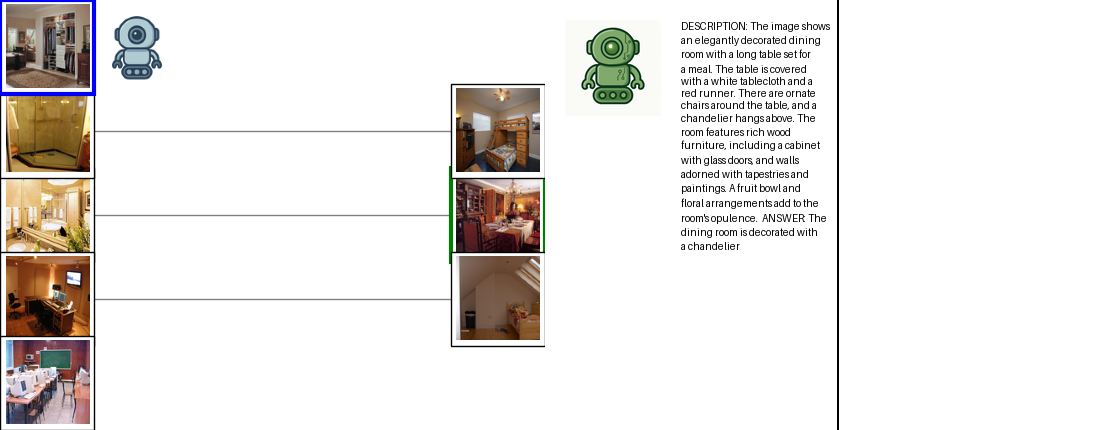 DESCRIPTION: The image shows
an elegantly decorated dining
room with a long table set for
a meal. The table is covered
with a white tablecloth and a
red runner. There are ornate
chairs around the table, and a
chandelier hangs above. The
room features rich wood
furniture, including a cabinet
with glass doors, and walls
adorned with tapestries and
paintings. A fruit bowl and
floral arrangements add to the
room's opulence. ANSWER: The
dining room is decorated with
a chandelier